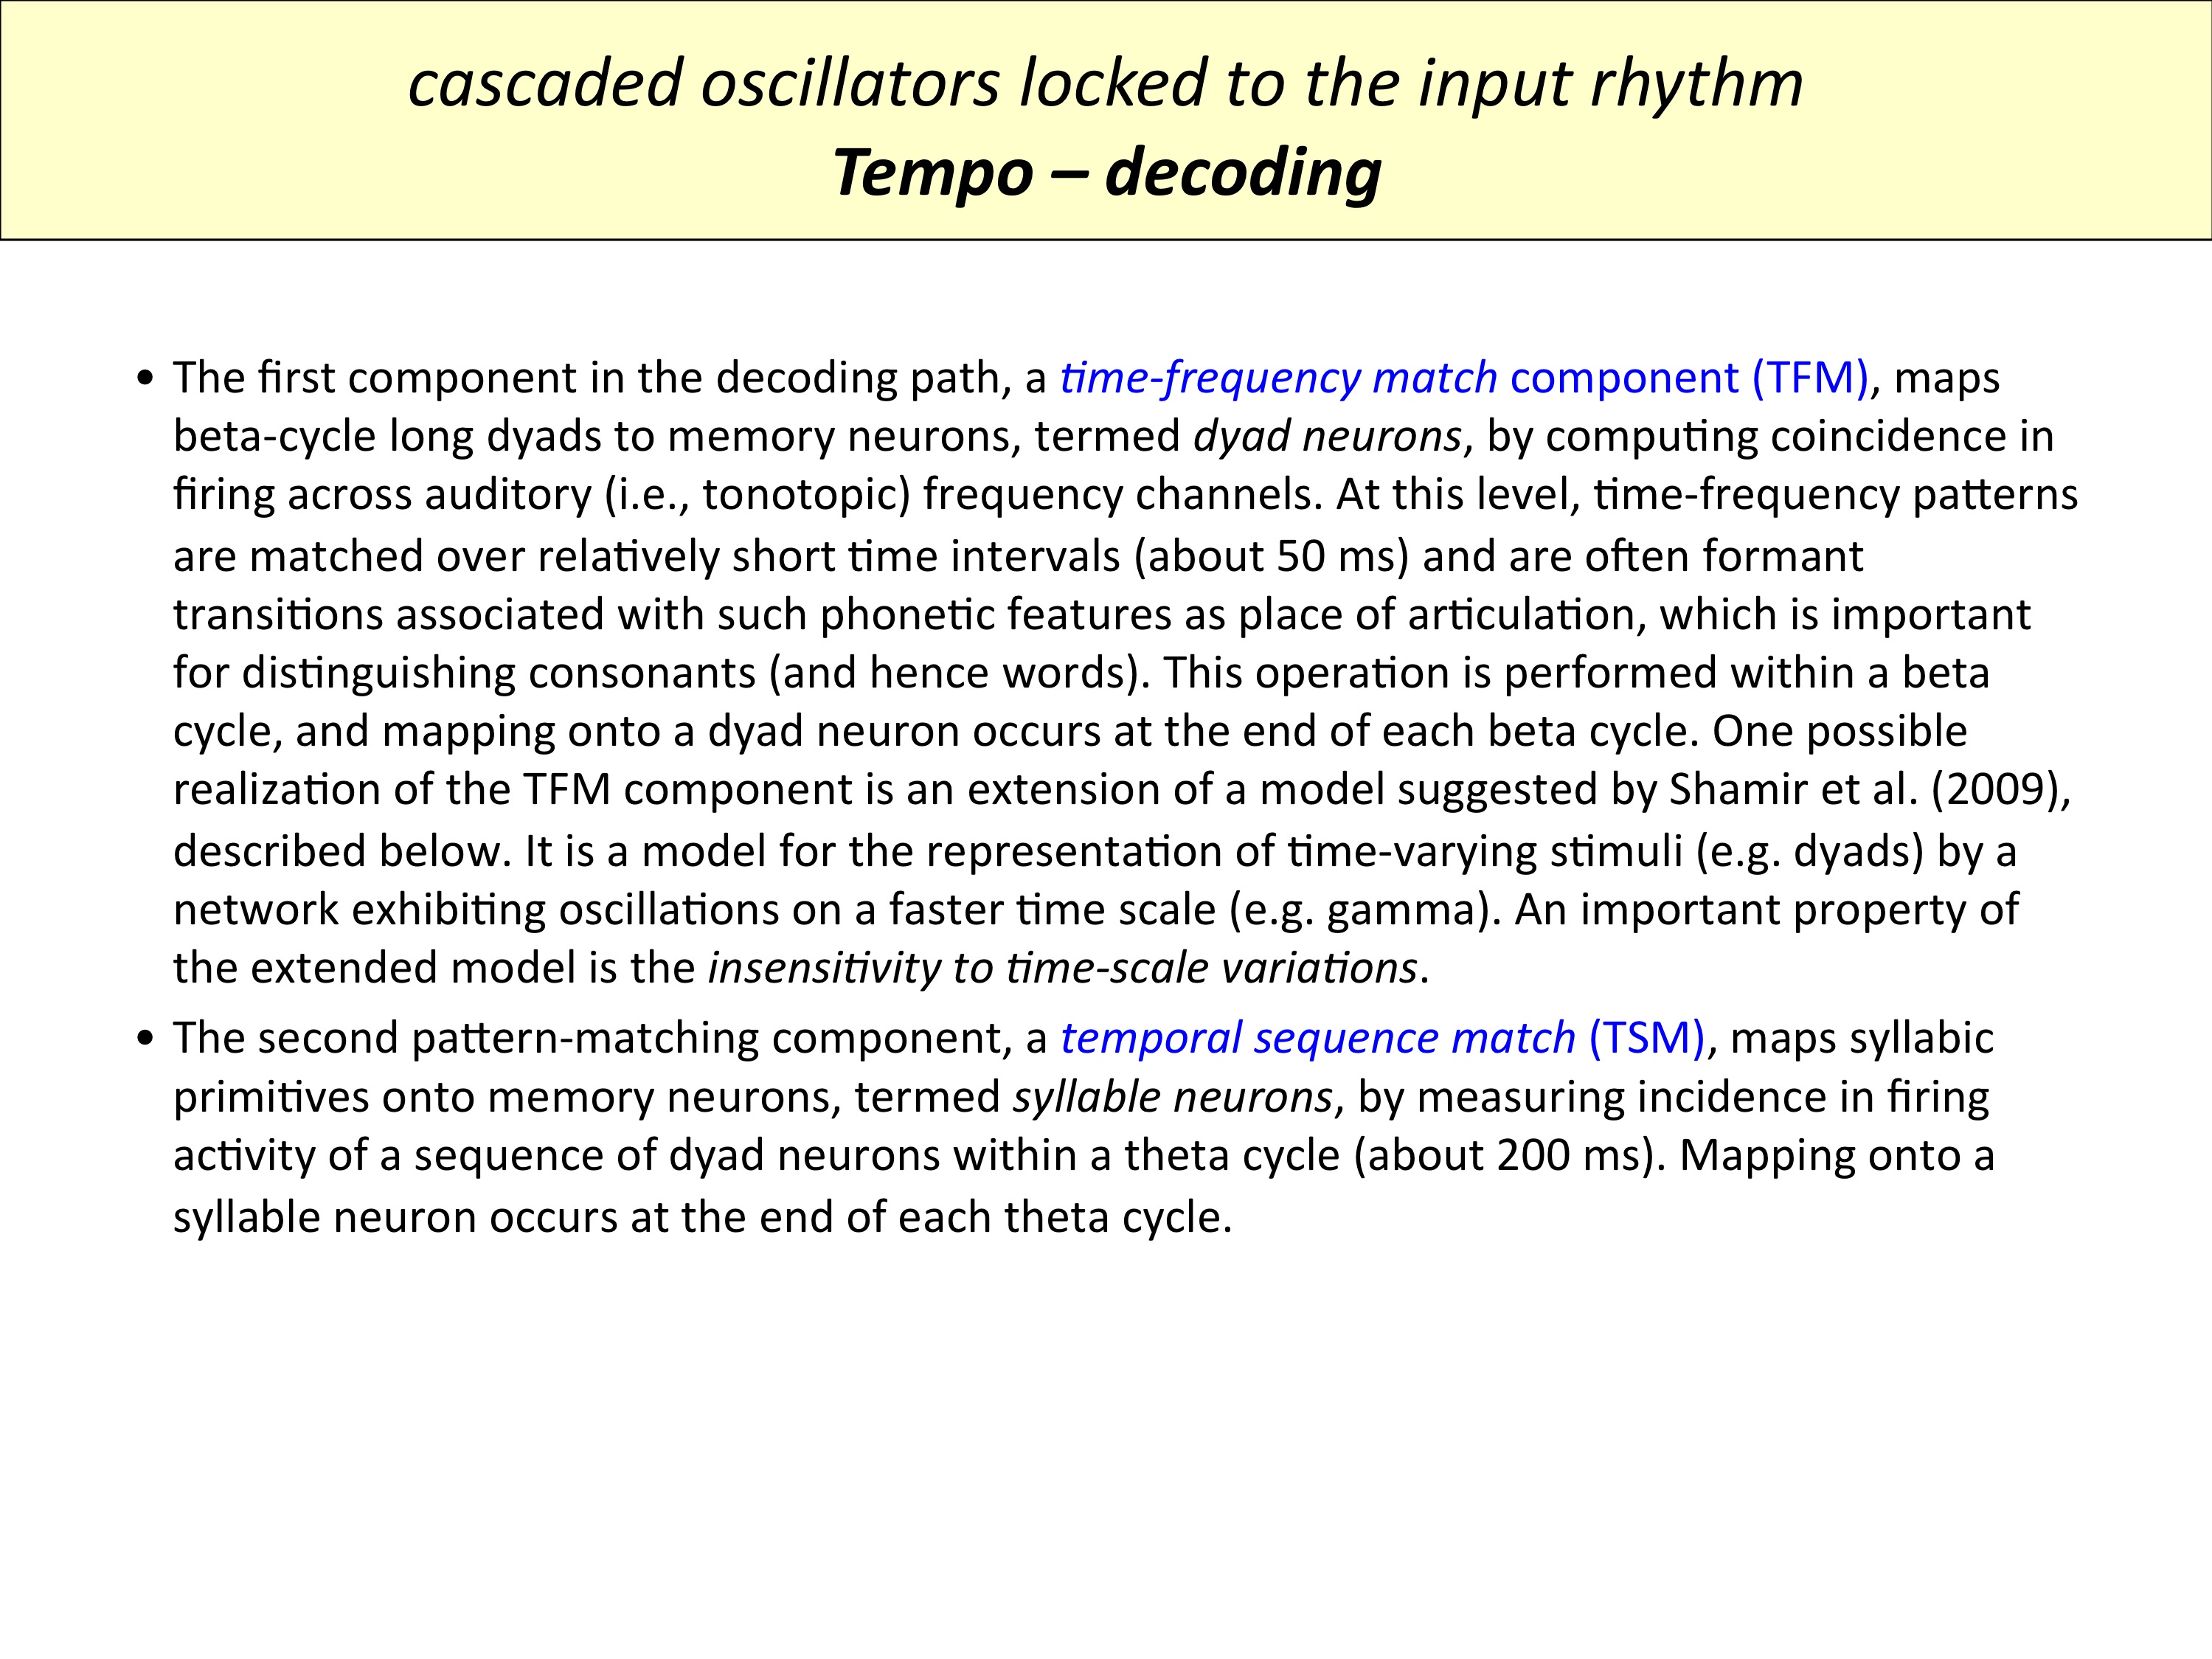 cascaded oscillators locked to the input rhythm
Tempo – decoding
• The first component in the decoding path, a time-frequency match component (TFM), maps
beta-cycle long dyads to memory neurons, termed dyad neurons, by computing coincidence in
firing across auditory (i.e., tonotopic) frequency channels. At this level, time-frequency patterns
are matched over relatively short time intervals (about 50 ms) and are often formant
transitions associated with such phonetic features as place of articulation, which is important
for distinguishing consonants (and hence words). This operation is performed within a beta
cycle, and mapping onto a dyad neuron occurs at the end of each beta cycle. One possible
realization of the TFM component is an extension of a model suggested by Shamir et al. (2009),
described below. It is a model for the representation of time-varying stimuli (e.g. dyads) by a
network exhibiting oscillations on a faster time scale (e.g. gamma). An important property of
the extended model is the insensitivity to time-scale variations.
• The second pattern-matching component, a temporal sequence match (TSM), maps syllabic
primitives onto memory neurons, termed syllable neurons, by measuring incidence in firing
activity of a sequence of dyad neurons within a theta cycle (about 200 ms). Mapping onto a
syllable neuron occurs at the end of each theta cycle.